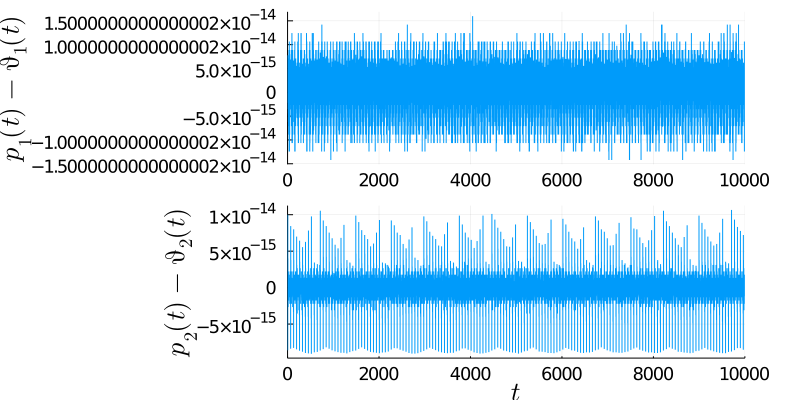 p₁(t) − ϑ₁(t)
1.5000000000000002×10⁻¹⁴
1.0000000000000002×10⁻¹⁴
5.0×10⁻¹⁵
0
−5.0×10⁻¹⁵
−1.0000000000000002×10⁻¹⁴
−1.5000000000000002×10⁻¹⁴
0 2000 4000 6000 8000 10000
p₂(t) − ϑ₂(t)
1×10⁻¹⁴
5×10⁻¹⁵
0
−5×10⁻¹⁵
0 2000 4000 6000 8000 10000
t